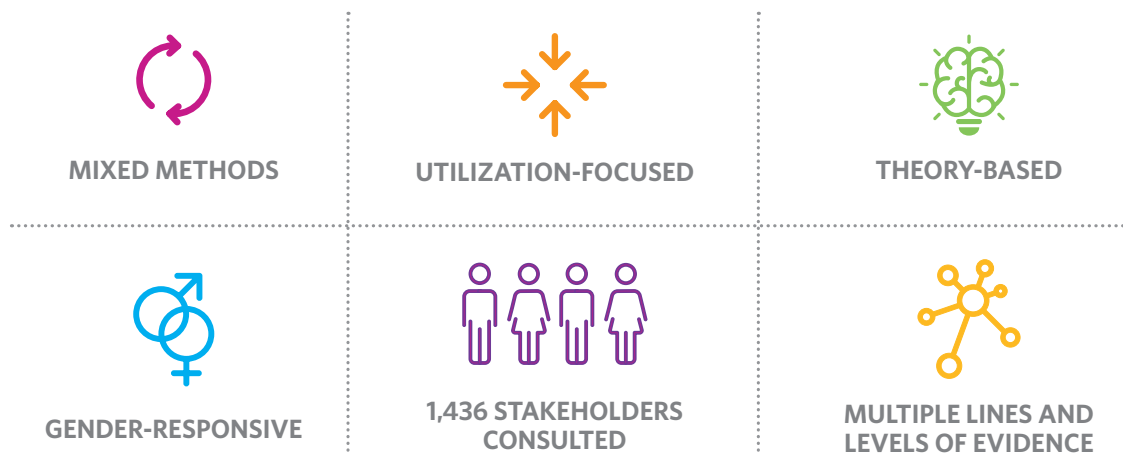 MIXED METHODS
UTILIZATION-FOCUSED
THEORY-BASED
GENDER-RESPONSIVE
1,436 STAKEHOLDERS
CONSULTED
MULTIPLE LINES AND
LEVELS OF EVIDENCE